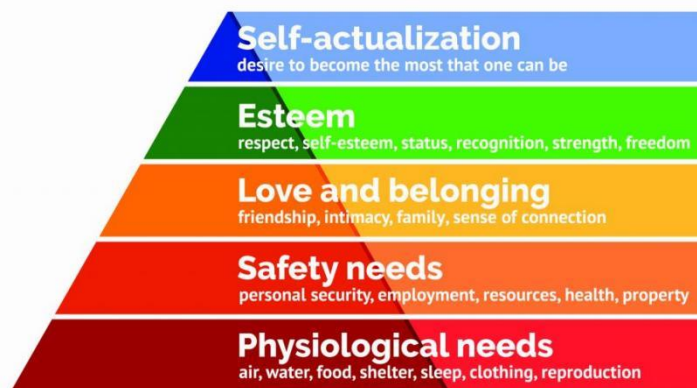 Self-actualization
desire to become the most that one can be
Esteem
respect, self-esteem, status, recognition, strength, freedom
Love and belonging
friendship, intimacy, family, sense of connection
Safety needs
personal security, employment, resources, health, property
Physiological needs
air, water, food, shelter, sleep, clothing, reproduction